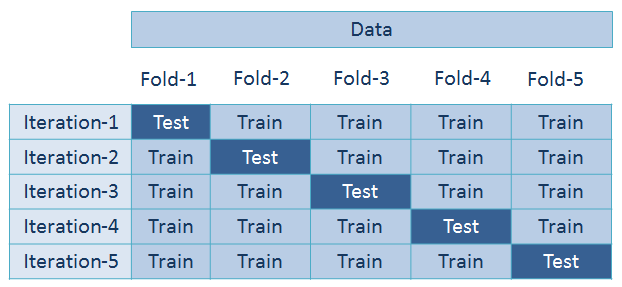 Data
Fold-1 Fold-2 Fold-3 Fold-4 Fold-5
Iteration-1 Test Train Train Train Train
Iteration-2 Train Test Train Train Train
Iteration-3 Train Train Test Train Train
Iteration-4 Train Train Train Test Train
Iteration-5 Train Train Train Train Test